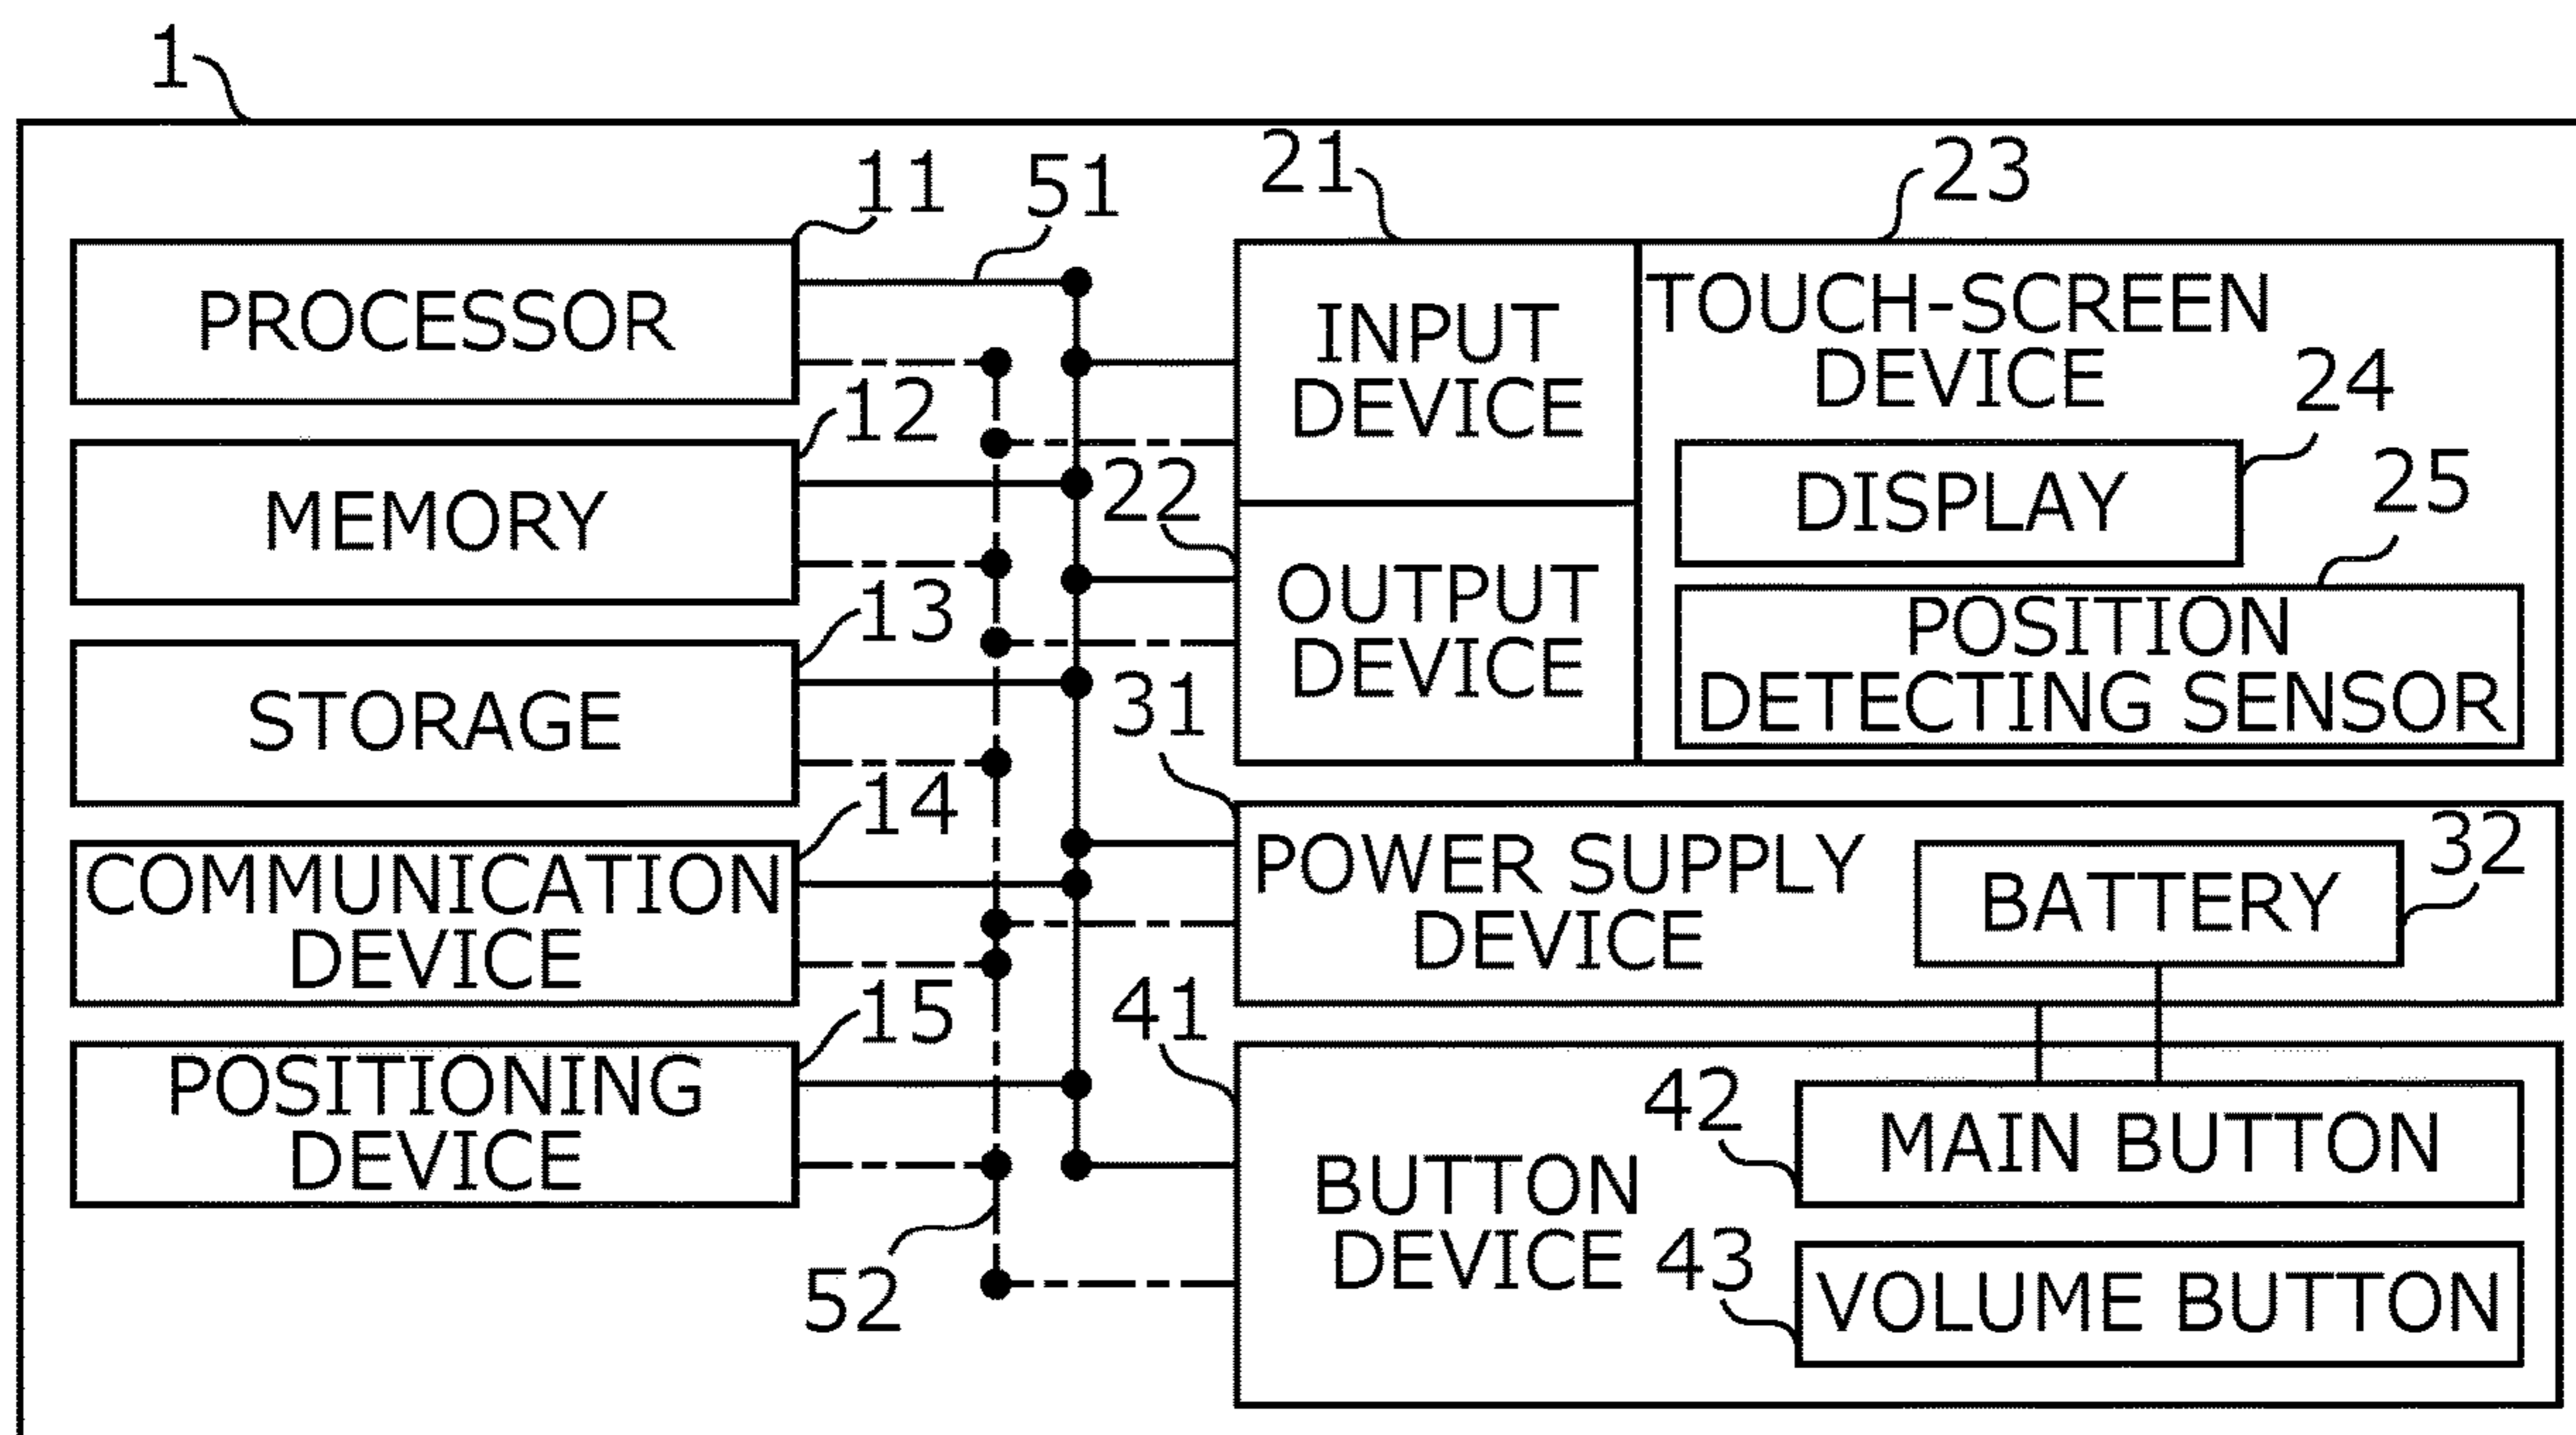 1
11
51
21
23
PROCESSOR
INPUT
DEVICE
TOUCH-SCREEN
DEVICE
24
12
MEMORY
22
DISPLAY
25
OUTPUT
DEVICE
POSITION
DETECTING SENSOR
13
STORAGE
31
14
COMMUNICATION
DEVICE
POWER SUPPLY
DEVICE
BATTERY
32
15
POSITIONING
DEVICE
41
42
MAIN BUTTON
BUTTON
DEVICE
43
VOLUME BUTTON
52